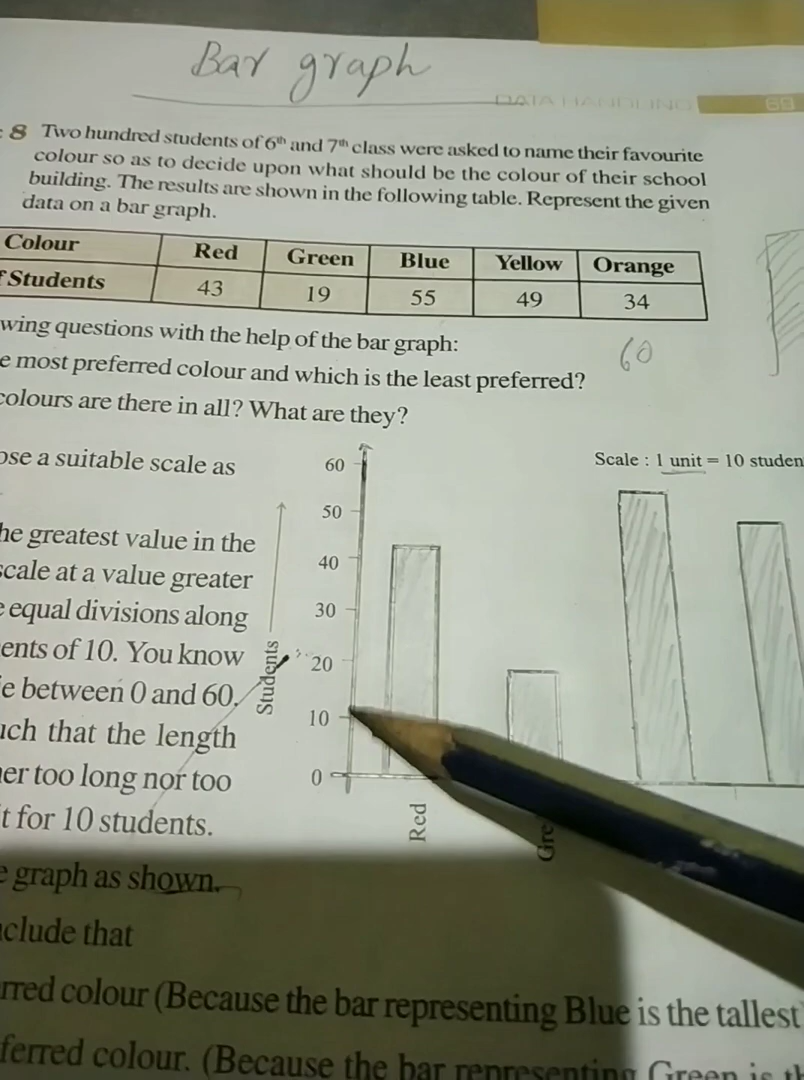 Bar graph
DATA HANDLING 69
8 Two hundred students of 6th and 7th class were asked to name their favourite
colour so as to decide upon what should be the colour of their school
building. The results are shown in the following table. Represent the given
data on a bar graph.
Colour Red Green Blue Yellow Orange
f Students 43 19 55 49 34
wing questions with the help of the bar graph:
60
e most preferred colour and which is the least preferred?
colours are there in all? What are they?
ose a suitable scale as
he greatest value in the
scale at a value greater
e equal divisions along
ents of 10. You know
e between 0 and 60.
uch that the length
er too long nor too
t for 10 students.
e graph as shown.
nclude that
rred colour (Because the bar representing Blue is the tallest
ferred colour. (Because the bar representing Green is th
Scale : 1 unit = 10 studen
60
50
40
30
20
10
0
Students
Red
Gre